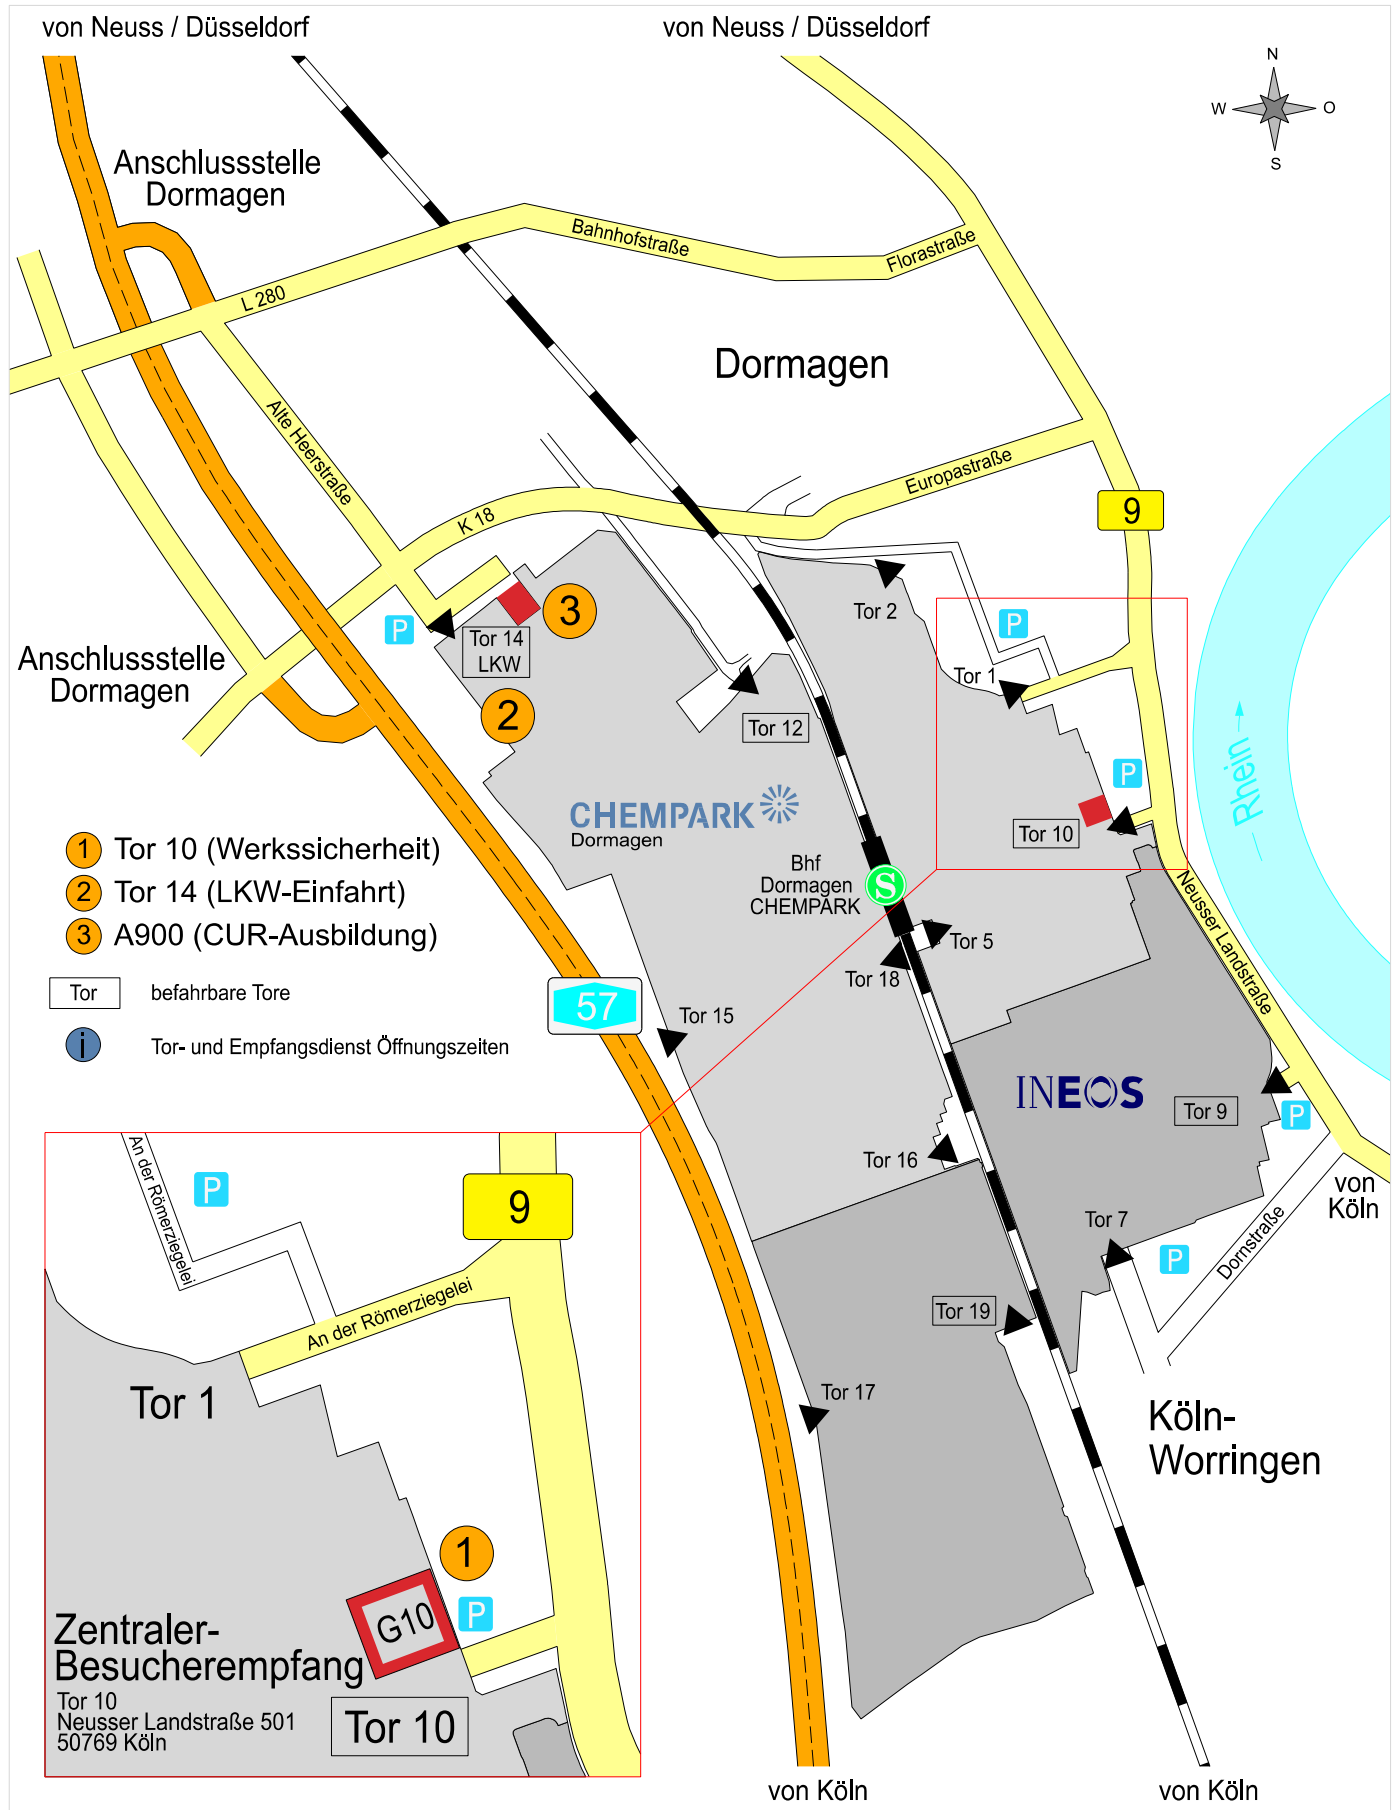 von Neuss / Düsseldorf
von Neuss / Düsseldorf
N
W
O
S
Anschlussstelle
Dormagen
Bahnhofstraße
Florastraße
L 280
Dormagen
Alte Heerstraße
Europastraße
K 18
9
Tor 2
3
P
Tor 14
LKW
P
Tor 1
Anschlussstelle
Dormagen
2
Tor 12
P
Rhein
CHEMPARK
Dormagen
Tor 10
1 Tor 10 (Werkssicherheit)
2 Tor 14 (LKW-Einfahrt)
3 A900 (CUR-Ausbildung)
Bhf
Dormagen
CHEMPARK
S
Neusser Landstraße
Tor 5
Tor 18
Tor befahrbare Tore
57
Tor 15
i Tor- und Empfangsdienst Öffnungszeiten
INEOS
Tor 9
P
Tor 16
von
Köln
Tor 7
P
Dornstraße
Tor 19
Tor 17
Köln-
Worringen
An der Römerziegelei
P
9
An der Römerziegelei
Tor 1
1
G10
P
Zentraler-
Besucherempfang
Tor 10
Neusser Landstraße 501
50769 Köln
Tor 10
von Köln
von Köln